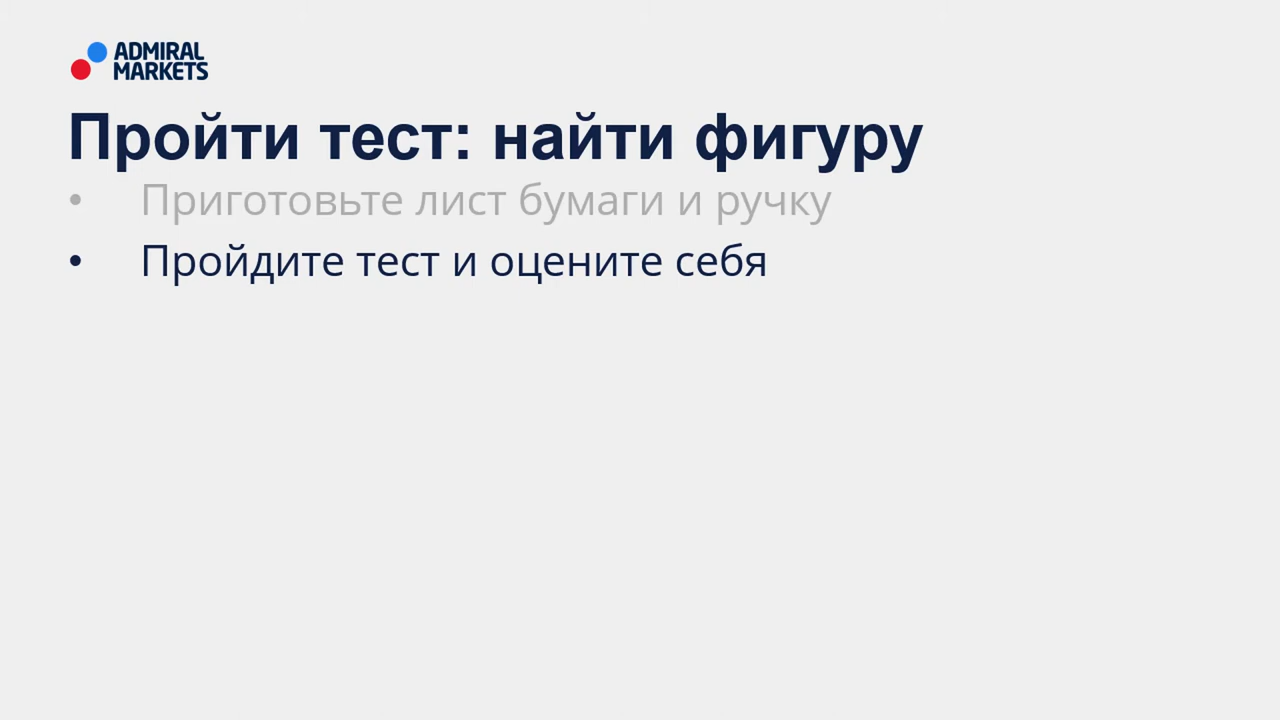 ADMIRAL
MARKETS
Пройти тест: найти фигуру
• Приготовьте лист бумаги и ручку
• Пройдите тест и оцените себя